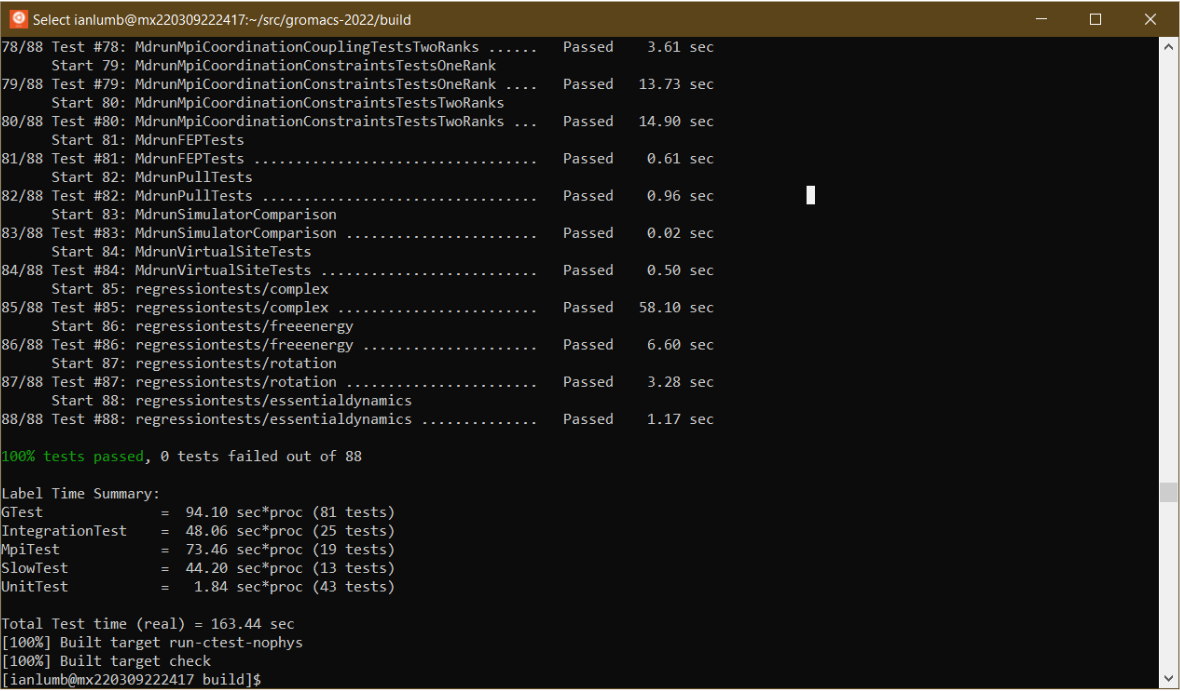 Select ianlumb@mx220309222417:~/src/gromacs-2022/build
78/88 Test #78: MdrunMpiCoordinationCouplingTestsTwoRanks ......   Passed    3.61 sec
      Start 79: MdrunMpiCoordinationConstraintsTestsOneRank
79/88 Test #79: MdrunMpiCoordinationConstraintsTestsOneRank ....   Passed   13.73 sec
      Start 80: MdrunMpiCoordinationConstraintsTestsTwoRanks
80/88 Test #80: MdrunMpiCoordinationConstraintsTestsTwoRanks ...   Passed   14.90 sec
      Start 81: MdrunFEPTests
81/88 Test #81: MdrunFEPTests ..................................   Passed    0.61 sec
      Start 82: MdrunPullTests
82/88 Test #82: MdrunPullTests .................................   Passed    0.96 sec
      Start 83: MdrunSimulatorComparison
83/88 Test #83: MdrunSimulatorComparison .......................   Passed    0.02 sec
      Start 84: MdrunVirtualSiteTests
84/88 Test #84: MdrunVirtualSiteTests ..........................   Passed    0.50 sec
      Start 85: regressiontests/complex
85/88 Test #85: regressiontests/complex ........................   Passed   58.10 sec
      Start 86: regressiontests/freeenergy
86/88 Test #86: regressiontests/freeenergy .....................   Passed    6.60 sec
      Start 87: regressiontests/rotation
87/88 Test #87: regressiontests/rotation .......................   Passed    3.28 sec
      Start 88: regressiontests/essentialdynamics
88/88 Test #88: regressiontests/essentialdynamics ..............   Passed    1.17 sec
100% tests passed, 0 tests failed out of 88
Label Time Summary:
GTest              =  94.10 sec*proc (81 tests)
IntegrationTest    =  48.06 sec*proc (25 tests)
MpiTest            =  73.46 sec*proc (19 tests)
SlowTest           =  44.20 sec*proc (13 tests)
UnitTest           =   1.84 sec*proc (43 tests)
Total Test time (real) = 163.44 sec
[100%] Built target run-ctest-nophys
[100%] Built target check
[ianlumb@mx220309222417 build]$